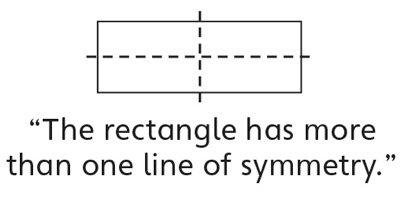 “The rectangle has more
than one line of symmetry.”